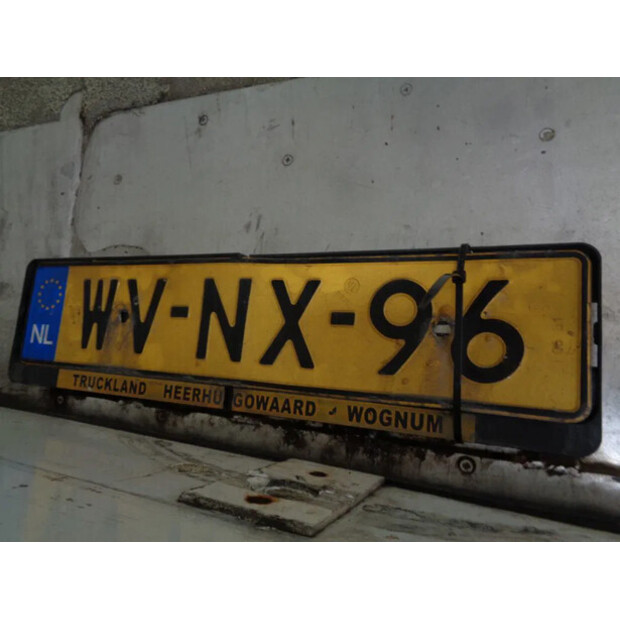 NL WV-NX-96
TRUCKLAND HEERHUGOWAARD - WOGNUM